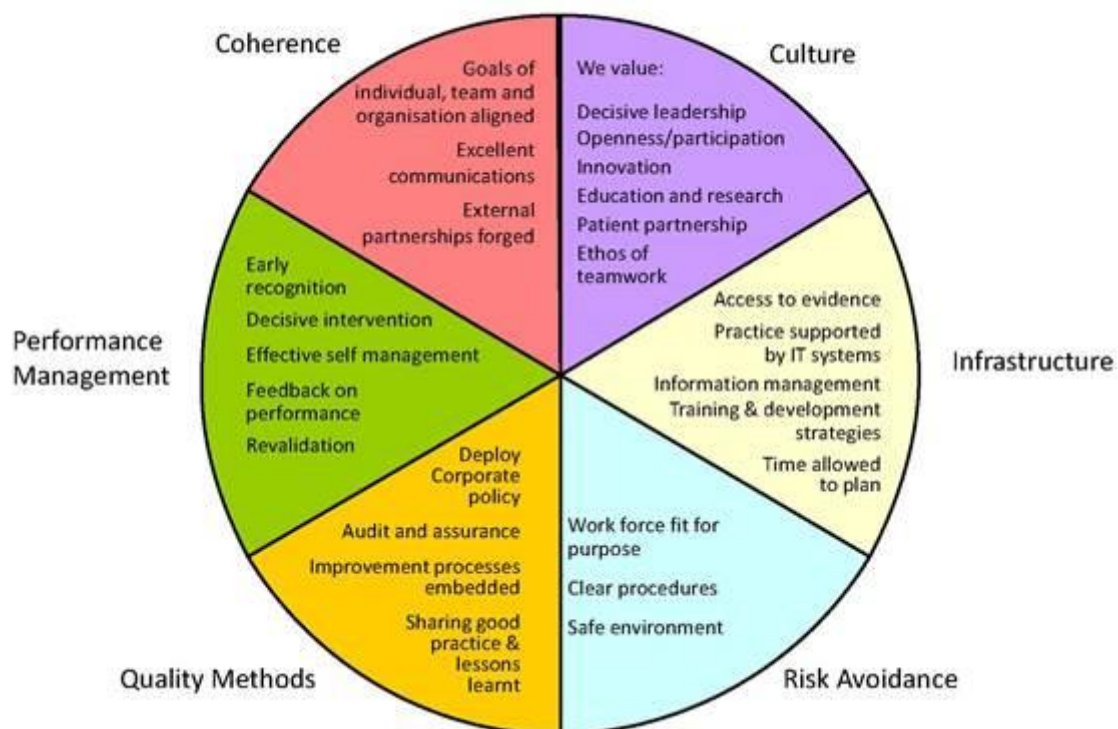 Coherence
Goals of
individual, team and
organisation aligned
Excellent
communications
External
partnerships forged
Culture
We value:
Decisive leadership
Openness/participation
Innovation
Education and research
Patient partnership
Ethos of
teamwork
Infrastructure
Access to evidence
Practice supported
by IT systems
Information management
Training & development
strategies
Time allowed
to plan
Risk Avoidance
Work force fit for
purpose
Clear procedures
Safe environment
Quality Methods
Deploy
Corporate
policy
Audit and assurance
Improvement processes
embedded
Sharing good
practice &
lessons
learnt
Performance
Management
Early
recognition
Decisive intervention
Effective self management
Feedback on
performance
Revalidation